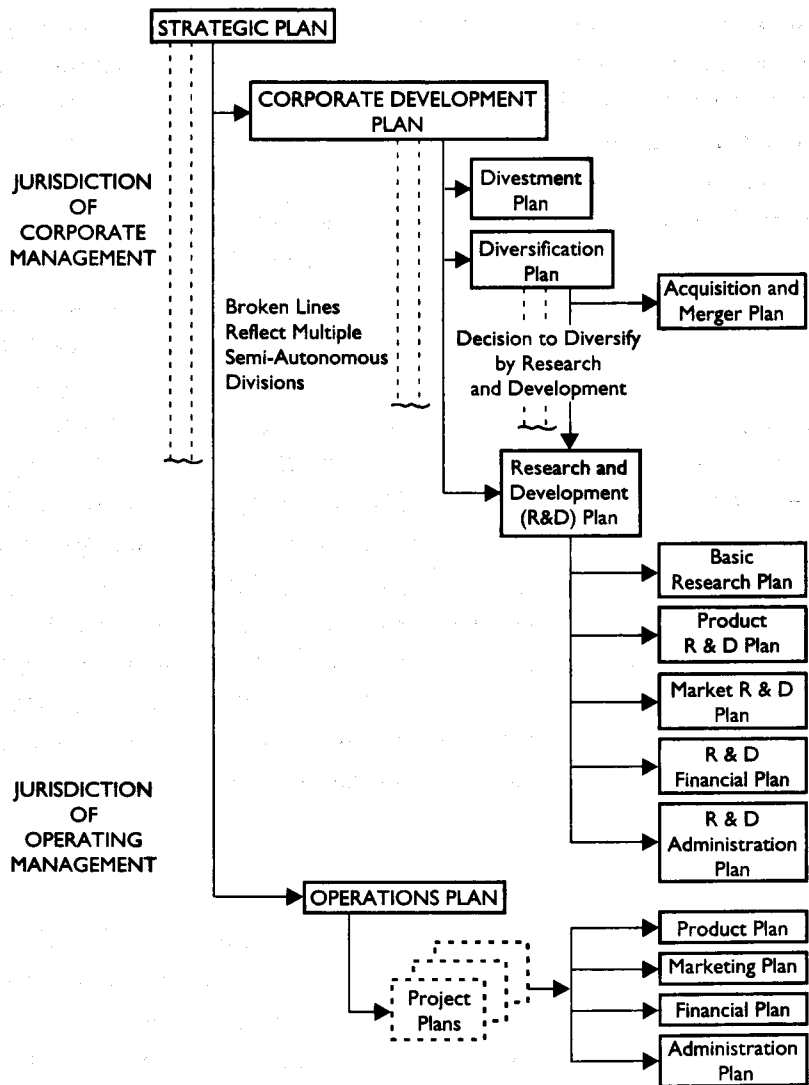 STRATEGIC PLAN
CORPORATE DEVELOPMENT
PLAN
JURISDICTION
OF
CORPORATE
MANAGEMENT
Divestment
Plan
Diversification
Plan
Acquisition and
Merger Plan
Broken Lines
Reflect Multiple
Semi-Autonomous
Divisions
Decision to Diversify
by Research
and Development
Research and
Development
(R&D) Plan
Basic
Research Plan
Product
R & D Plan
Market R & D
Plan
R & D
Financial Plan
R & D
Administration
Plan
JURISDICTION
OF
OPERATING
MANAGEMENT
OPERATIONS PLAN
Project
Plans
Product Plan
Marketing Plan
Financial Plan
Administration
Plan